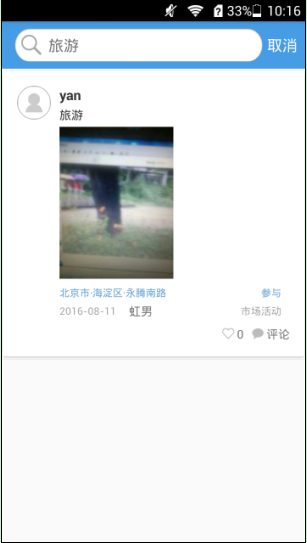 33% 10:16
旅游 取消
yan
旅游
北京市·海淀区·永腾南路 参与
2016-08-11 虹男 市场活动
0 评论